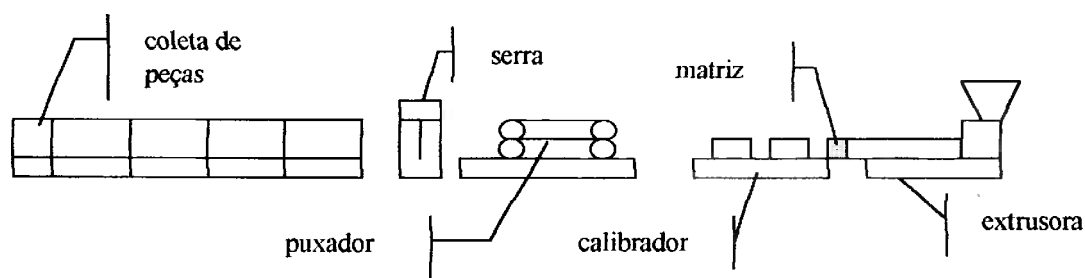 coleta de
peças
serra
matriz
puxador
calibrador
extrusora